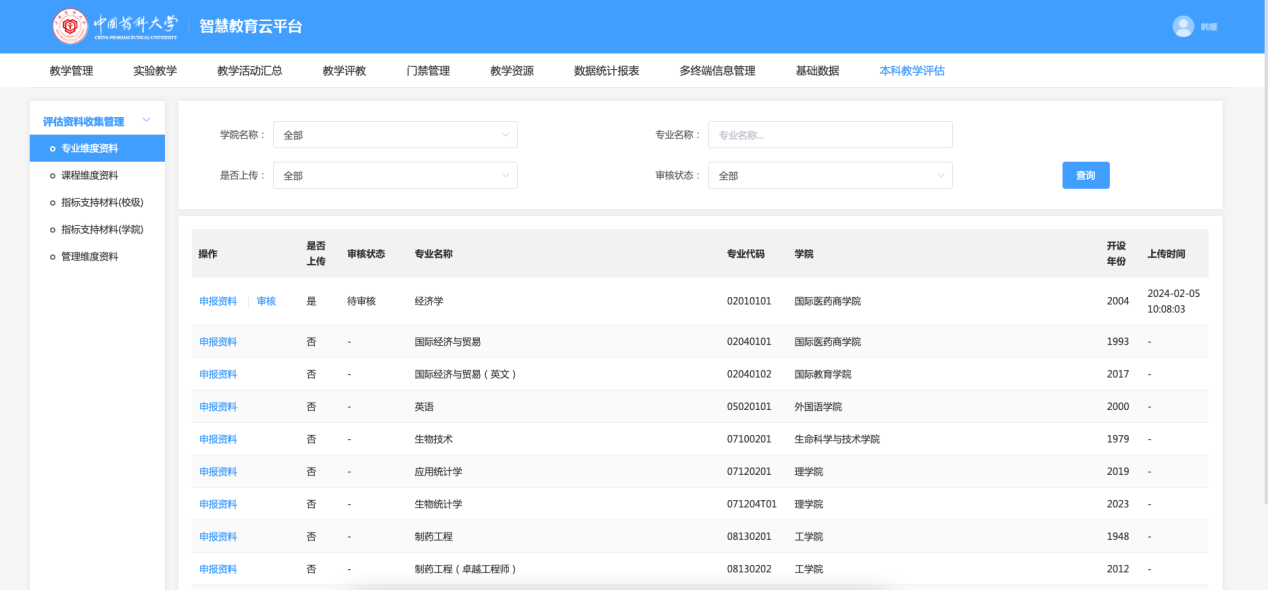 中国药科大学 智慧教育云平台 韩耀
CHINA PHARMACEUTICAL UNIVERSITY
教学管理 实验教学 教学活动汇总 教学评教 门禁管理 教学资源 数据统计报表 多终端信息管理 基础数据 本科教学评估
评估资料收集管理
专业维度资料
课程维度资料
指标支持材料(校级)
指标支持材料(学院)
管理维度资料
学院名称： 全部 专业名称： 专业名称...
是否上传： 全部 审核状态： 全部 查询
操作 是否上传 审核状态 专业名称 专业代码 学院 开设年份 上传时间
申报资料 审核 是 待审核 经济学 02010101 国际医药商学院 2004 2024-02-05 10:08:03
申报资料 否 - 国际经济与贸易 02040101 国际医药商学院 1993 -
申报资料 否 - 国际经济与贸易（英文） 02040102 国际教育学院 2017 -
申报资料 否 - 英语 05020101 外国语学院 2000 -
申报资料 否 - 生物技术 07100201 生命科学与技术学院 1979 -
申报资料 否 - 应用统计学 07120201 理学院 2019 -
申报资料 否 - 生物统计学 071204T01 理学院 2023 -
申报资料 否 - 制药工程 08130201 工学院 1948 -
申报资料 否 - 制药工程（卓越工程师） 08130202 工学院 2012 -